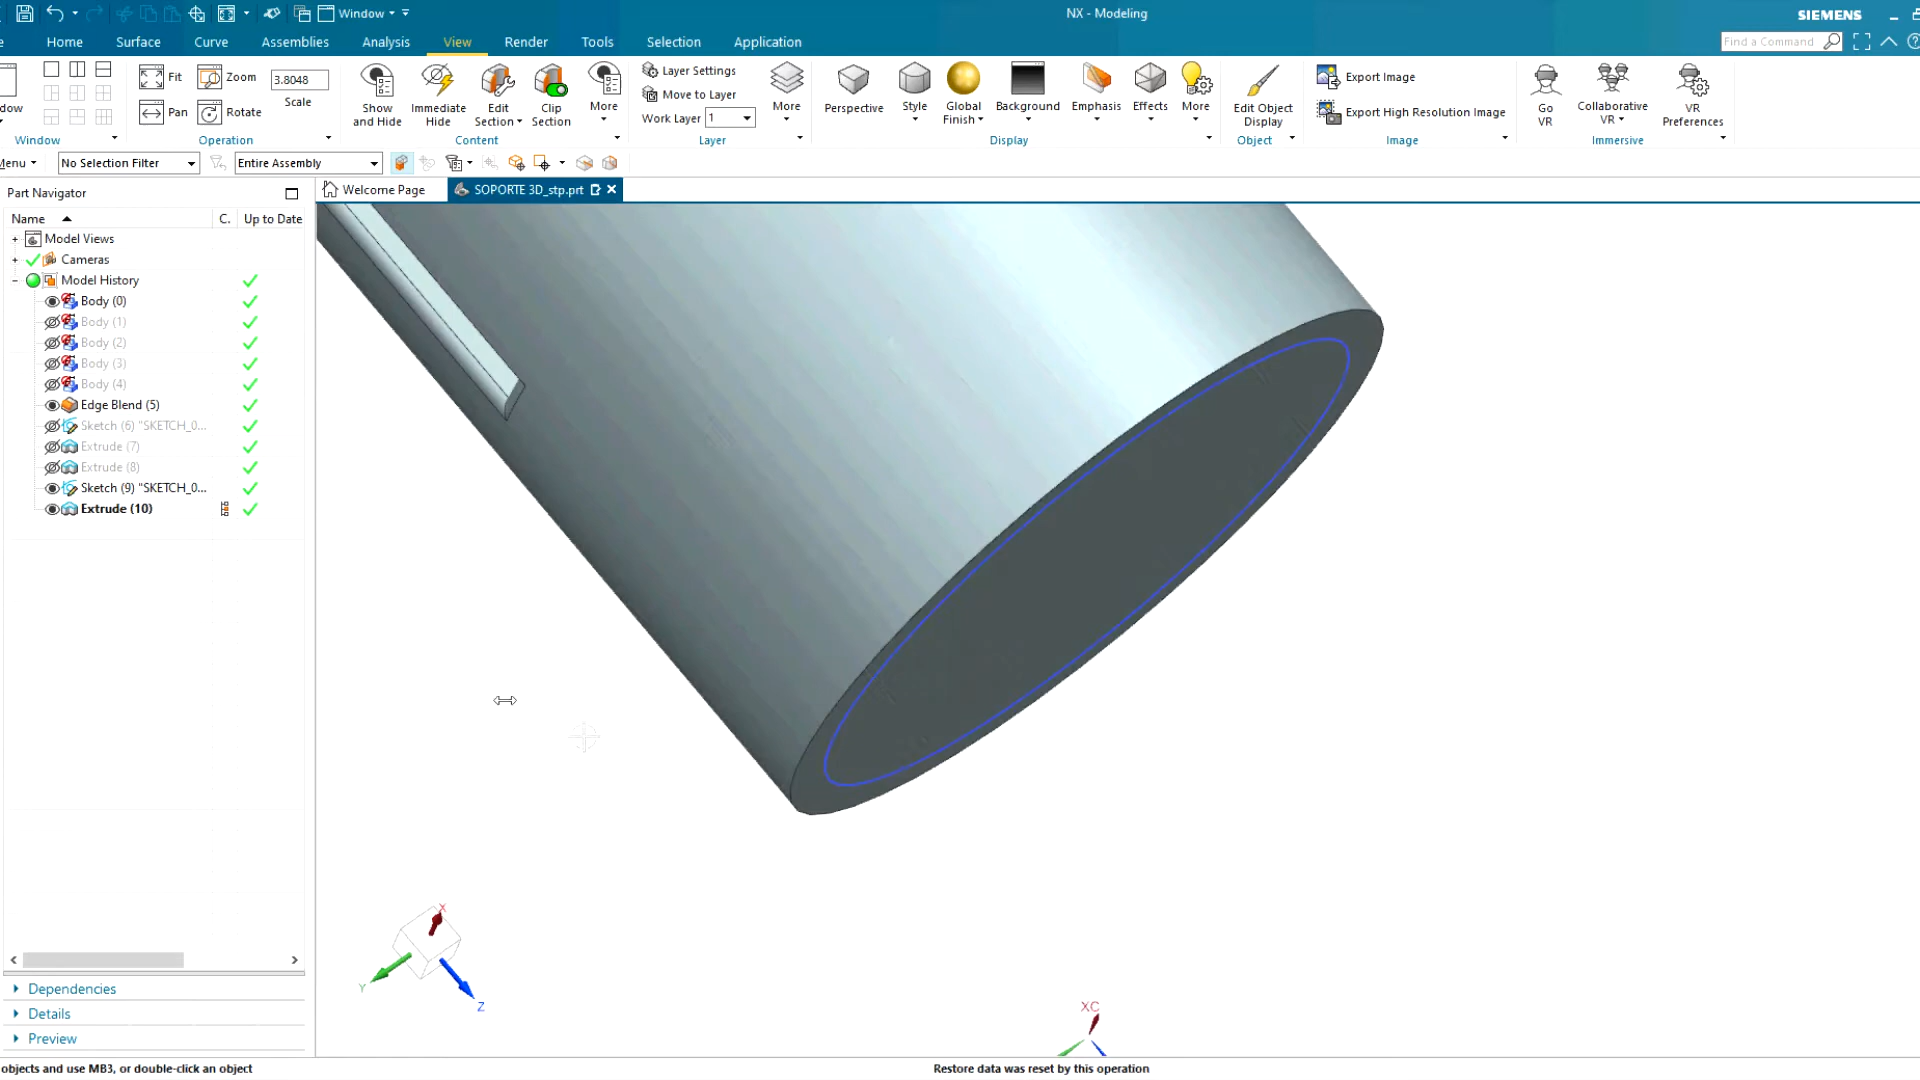 Window
NX - Modeling
SIEMENS
Home
Surface
Curve
Assemblies
Analysis
View
Render
Tools
Selection
Application
Find a Command
Fit
Zoom
3.8048
Scale
Pan
Rotate
Show
and Hide
Immediate
Hide
Edit
Section
Clip
Section
More
Layer Settings
Move to Layer
Work Layer 1
More
Perspective
Style
Global
Finish
Background
Emphasis
Effects
More
Edit Object
Display
Export Image
Export High Resolution Image
Go
VR
Collaborative
VR
VR
Preferences
Window
Operation
Content
Layer
Display
Object
Image
Immersive
No Selection Filter
Entire Assembly
Part Navigator
Welcome Page
SOPORTE 3D_stp.prt
Name
C.
Up to Date
Model Views
Cameras
Model History
Body (0)
Body (1)
Body (2)
Body (3)
Body (4)
Edge Blend (5)
Sketch (6) "SKETCH_0...
Extrude (7)
Extrude (8)
Sketch (9) "SKETCH_0...
Extrude (10)
X
Y
Z
XC
Dependencies
Details
Preview
objects and use MB3, or double-click an object
Restore data was reset by this operation